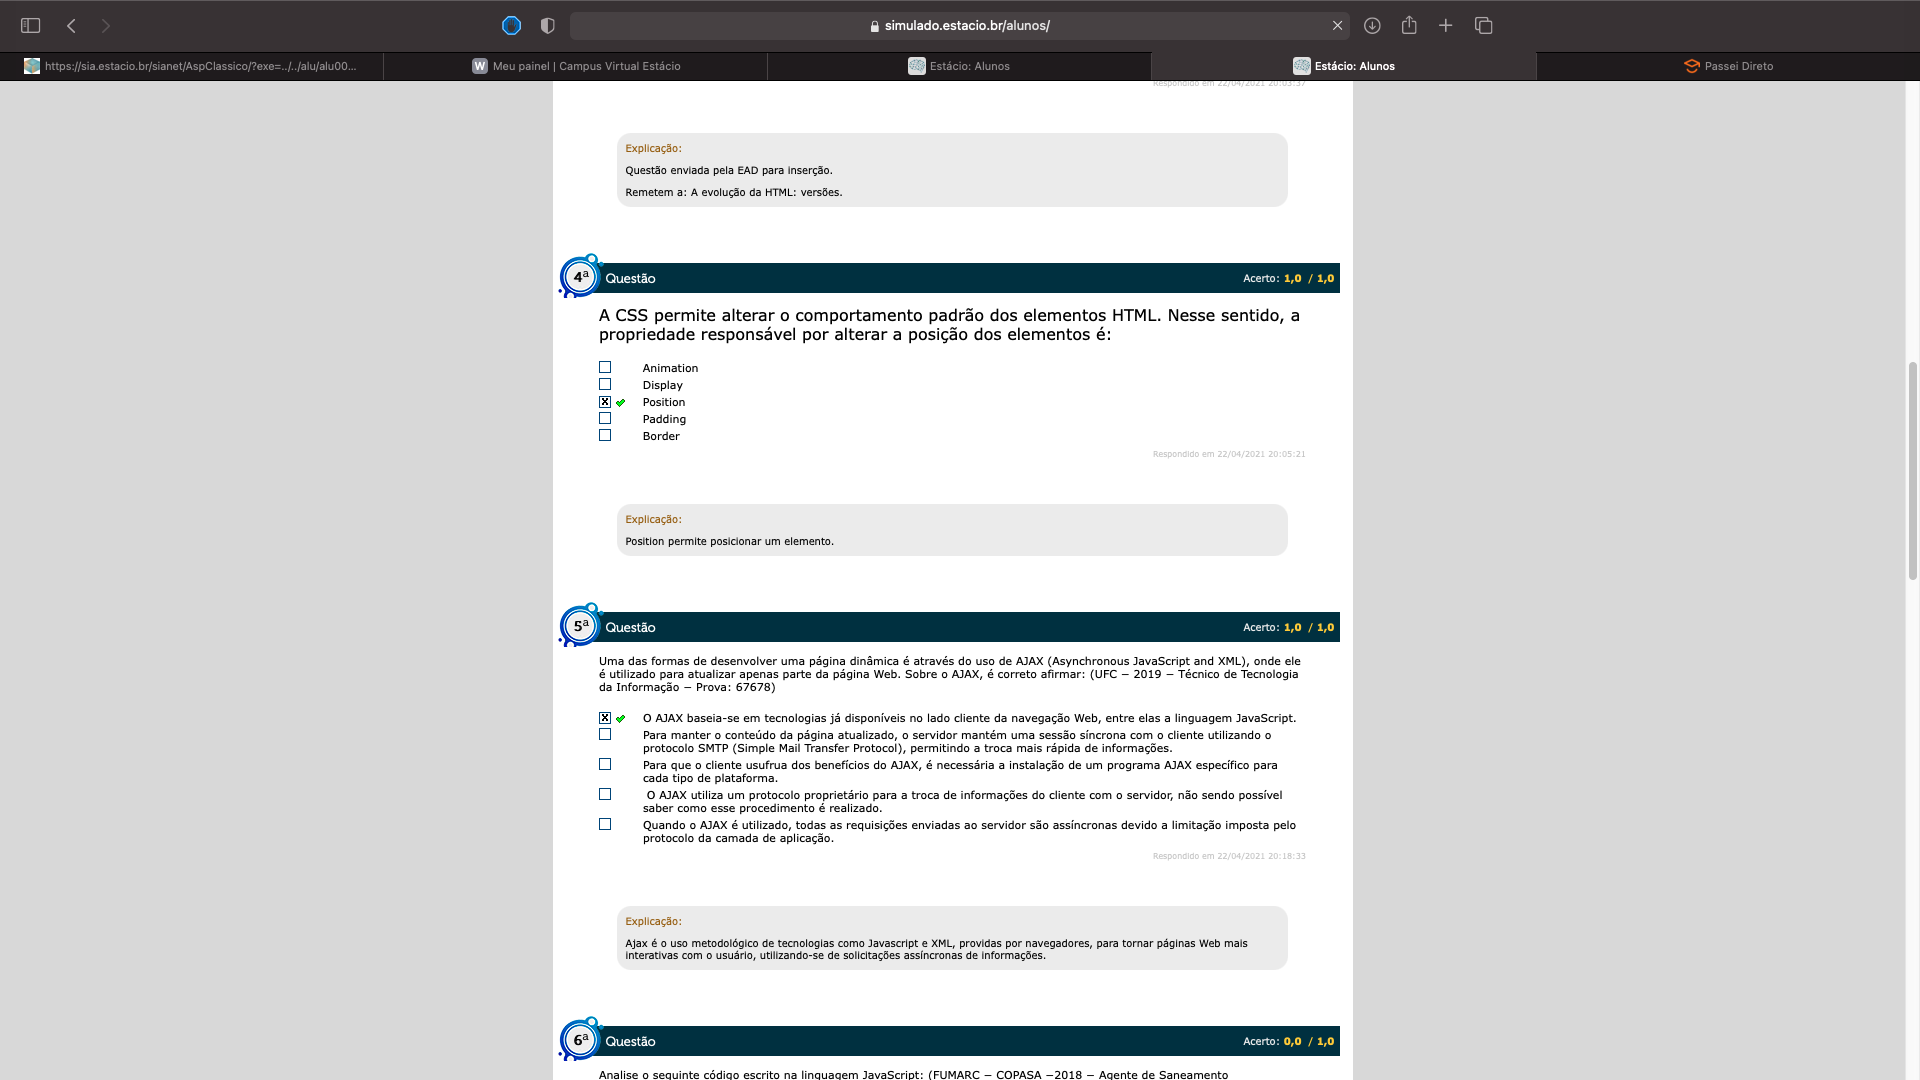 simulado.estacio.br/alunos/
https://sia.estacio.br/sianet/AspClassico/?exe=../../alu/alu00...
Meu painel | Campus Virtual Estácio
Estácio: Alunos
Estácio: Alunos
Passei Direto
Respondido em 22/04/2021 20:03:37
Explicação:
Questão enviada pela EAD para inserção.
Remetem a: A evolução da HTML: versões.
4ª Questão
Acerto: 1,0 / 1,0
A CSS permite alterar o comportamento padrão dos elementos HTML. Nesse sentido, a
propriedade responsável por alterar a posição dos elementos é:
Animation
Display
Position
Padding
Border
Respondido em 22/04/2021 20:05:21
Explicação:
Position permite posicionar um elemento.
5ª Questão
Acerto: 1,0 / 1,0
Uma das formas de desenvolver uma página dinâmica é através do uso de AJAX (Asynchronous JavaScript and XML), onde ele
é utilizado para atualizar apenas parte da página Web. Sobre o AJAX, é correto afirmar: (UFC − 2019 − Técnico de Tecnologia
da Informação − Prova: 67678)
O AJAX baseia-se em tecnologias já disponíveis no lado cliente da navegação Web, entre elas a linguagem JavaScript.
Para manter o conteúdo da página atualizado, o servidor mantém uma sessão síncrona com o cliente utilizando o
protocolo SMTP (Simple Mail Transfer Protocol), permitindo a troca mais rápida de informações.
Para que o cliente usufrua dos benefícios do AJAX, é necessária a instalação de um programa AJAX específico para
cada tipo de plataforma.
O AJAX utiliza um protocolo proprietário para a troca de informações do cliente com o servidor, não sendo possível
saber como esse procedimento é realizado.
Quando o AJAX é utilizado, todas as requisições enviadas ao servidor são assíncronas devido a limitação imposta pelo
protocolo da camada de aplicação.
Respondido em 22/04/2021 20:18:33
Explicação:
Ajax é o uso metodológico de tecnologias como Javascript e XML, providas por navegadores, para tornar páginas Web mais
interativas com o usuário, utilizando-se de solicitações assíncronas de informações.
6ª Questão
Acerto: 0,0 / 1,0
Analise o seguinte código escrito na linguagem JavaScript: (FUMARC − COPASA −2018 − Agente de Saneamento